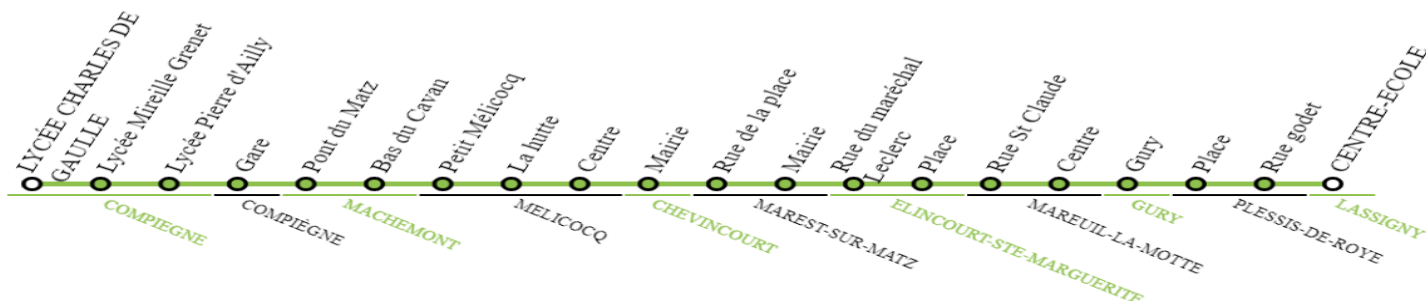 LYCÉE CHARLES DE
GAULLE
Lycée Mireille Grenet
Lycée Pierre d'Ailly
Gare
Pont du Matz
Bas du Cavan
Petit Mélicocq
La hutte
Centre
Mairie
Rue de la place
Mairie
Rue du maréchal
Leclerc
Place
Rue St Claude
Centre
Gury
Place
Rue godet
CENTRE-ECOLE
COMPIEGNE
COMPIÈGNE
MACHEMONT
MELICOCQ
CHEVINCOURT
MAREST-SUR-MATZ
ELINCOURT-STE-MARGUERITE
MAREUIL-LA-MOTTE
GURY
PLESSIS-DE-ROYE
LASSIGNY